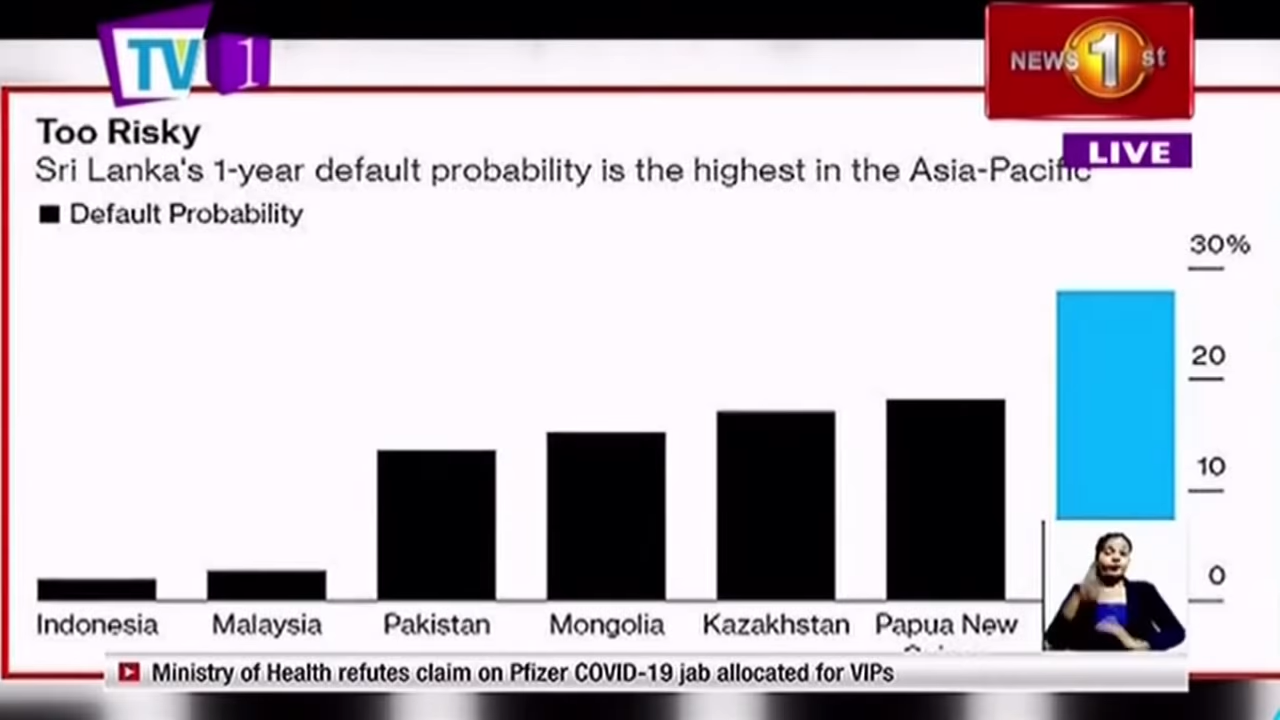 TV 1
NEWS 1st
LIVE
Too Risky
Sri Lanka's 1-year default probability is the highest in the Asia-Pacific
Default Probability
30%
20
10
0
Indonesia
Malaysia
Pakistan
Mongolia
Kazakhstan
Papua New
Ministry of Health refutes claim on Pfizer COVID-19 jab allocated for VIPs